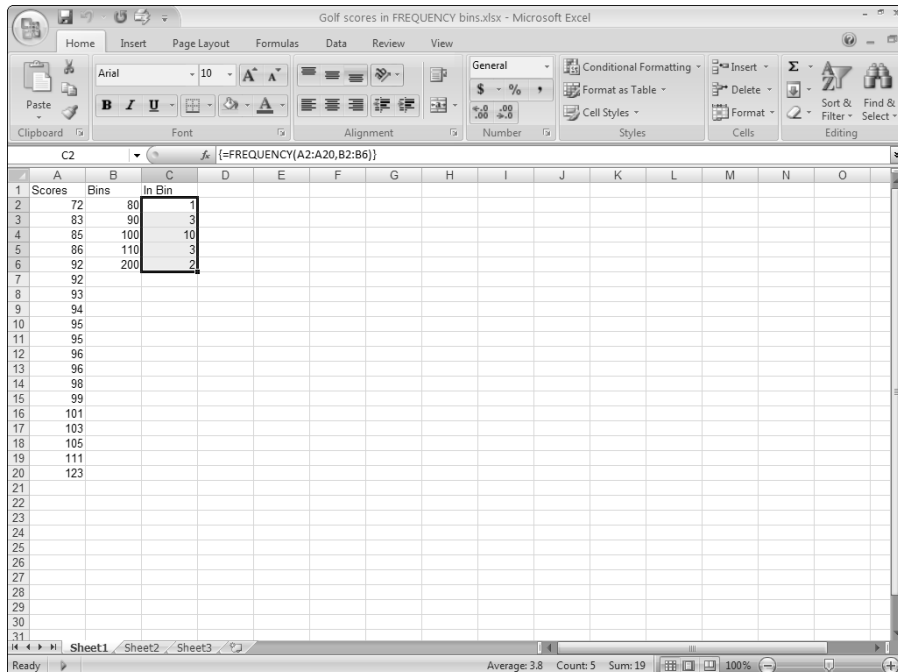 Golf scores in FREQUENCY bins.xlsx - Microsoft Excel
Home Insert Page Layout Formulas Data Review View
Paste
Arial 10 A A
B I U A
General
$ % ,
.0 .00 .00 .0
Conditional Formatting
Format as Table
Cell Styles
Insert
Delete
Format
Σ
Sort & Filter
Find & Select
Clipboard Font Alignment Number Styles Cells Editing
C2 fx {=FREQUENCY(A2:A20,B2:B6)}
A B C D E F G H I J K L M N O
1 Scores Bins In Bin
2 72 80 1
3 83 90 3
4 85 100 10
5 86 110 3
6 92 200 2
7 92
8 93
9 94
10 95
11 95
12 96
13 96
14 98
15 99
16 101
17 103
18 105
19 111
20 123
21
22
23
24
25
26
27
28
29
30
31
Sheet1 Sheet2 Sheet3
Ready Average: 3.8 Count: 5 Sum: 19 100%